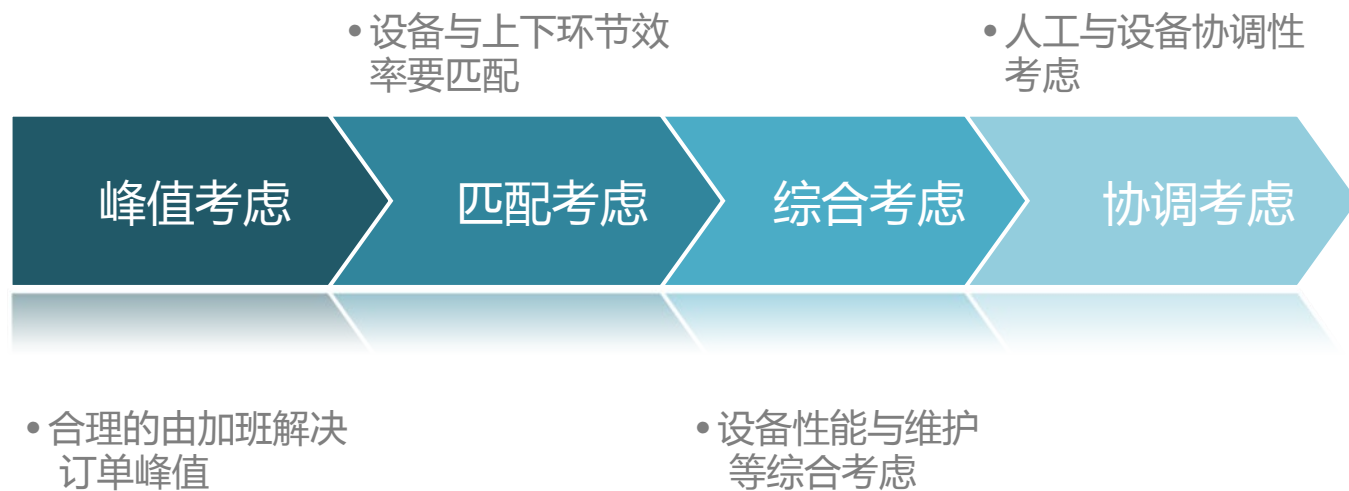 • 设备与上下环节效
率要匹配
• 人工与设备协调性
考虑
峰值考虑
匹配考虑
综合考虑
协调考虑
• 合理的由加班解决
订单峰值
• 设备性能与维护
等综合考虑